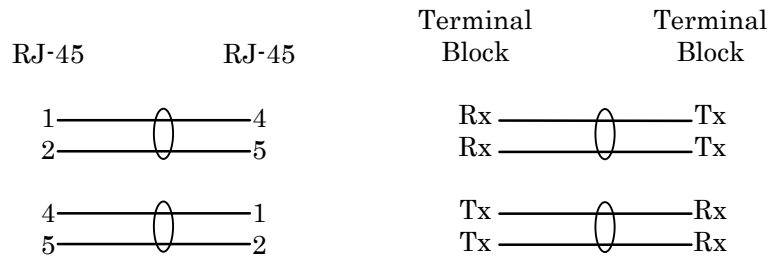 RJ-45 RJ-45
1 4
2 5
4 1
5 2
Terminal Block Terminal Block
Rx Tx
Rx Tx
Tx Rx
Tx Rx